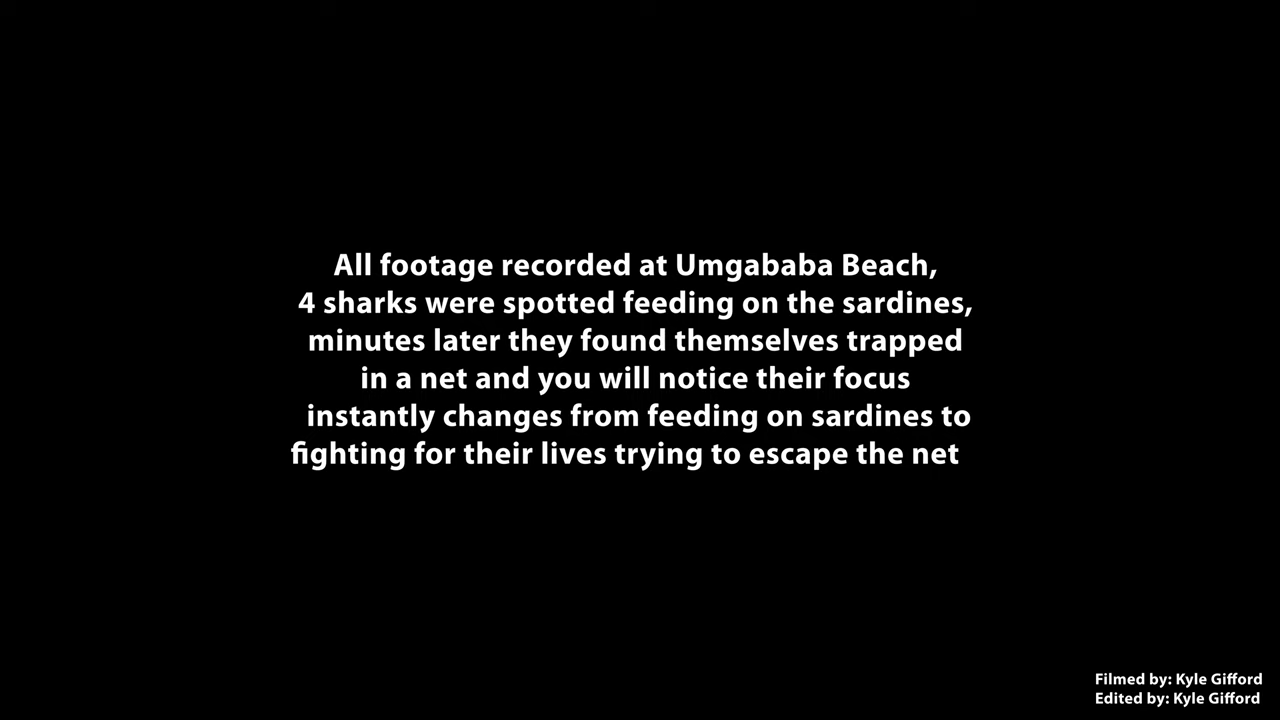 All footage recorded at Umgababa Beach,
4 sharks were spotted feeding on the sardines,
minutes later they found themselves trapped
in a net and you will notice their focus
instantly changes from feeding on sardines to
fighting for their lives trying to escape the net
Filmed by: Kyle Gifford
Edited by: Kyle Gifford